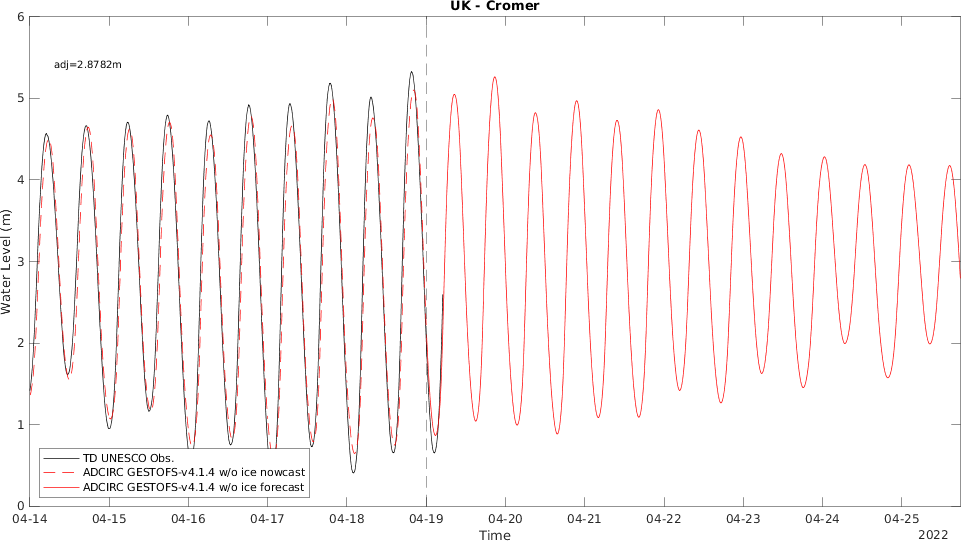 UK - Cromer
adj=2.8782m
Water Level (m)
6
5
4
3
2
1
0
TD UNESCO Obs.
ADCIRC GESTOFS-v4.1.4 w/o ice nowcast
ADCIRC GESTOFS-v4.1.4 w/o ice forecast
04-14 04-15 04-16 04-17 04-18 04-19 04-20 04-21 04-22 04-23 04-24 04-25
Time
2022